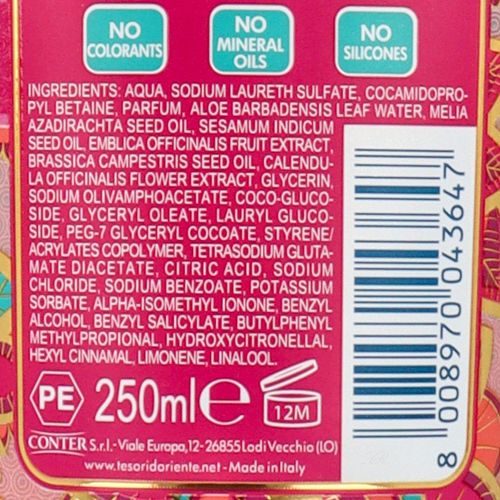 NO COLORANTS
NO MINERAL OILS
NO SILICONES
INGREDIENTS: AQUA, SODIUM LAURETH SULFATE, COCAMIDOPRO-
PYL BETAINE, PARFUM, ALOE BARBADENSIS LEAF WATER, MELIA
AZADIRACHTA SEED OIL, SESAMUM INDICUM
SEED OIL, EMBLICA OFFICINALIS FRUIT EXTRACT,
BRASSICA CAMPESTRIS SEED OIL, CALENDU-
LA OFFICINALIS FLOWER EXTRACT, GLYCERIN,
SODIUM OLIVAMPHOACETATE, COCO-GLUCO-
SIDE, GLYCERYL OLEATE, LAURYL GLUCO-
SIDE, PEG-7 GLYCERYL COCOATE, STYRENE/
ACRYLATES COPOLYMER, TETRASODIUM GLUTA-
MATE DIACETATE, CITRIC ACID, SODIUM
CHLORIDE, SODIUM BENZOATE, POTASSIUM
SORBATE, ALPHA-ISOMETHYL IONONE, BENZYL
ALCOHOL, BENZYL SALICYLATE, BUTYLPHENYL
METHYLPROPIONAL, HYDROXYCITRONELLAL,
HEXYL CINNAMAL, LIMONENE, LINALOOL.
8 008970 043647
PE 250ml e 12M
CONTER S.r.l.-Viale Europa,12-26855 Lodi Vecchio (LO)
www.tesoridoriente.net-Made in Italy